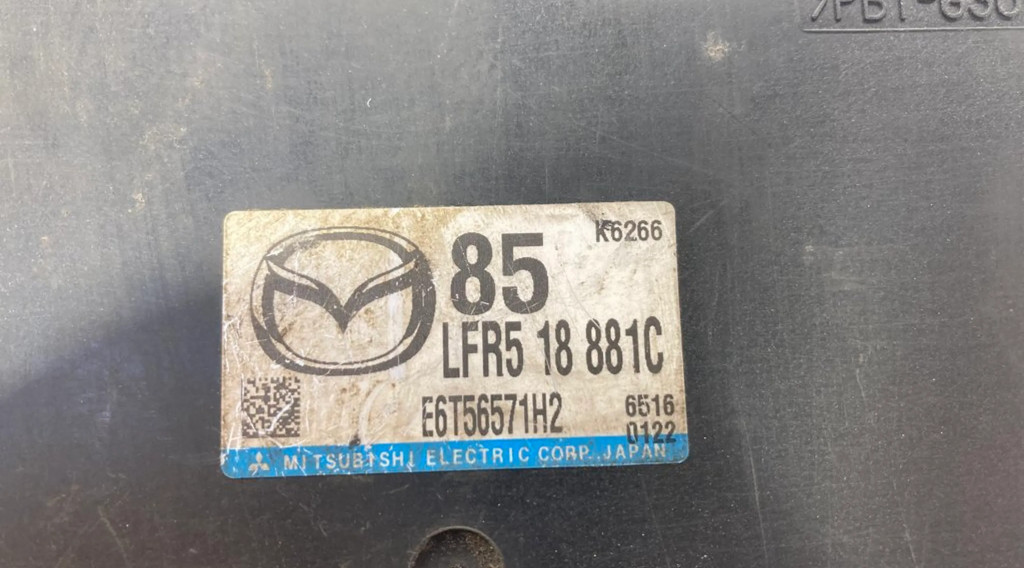 K6266
85
LFR5 18 881C
E6T56571H2
6516
0122
MITSUBISHI ELECTRIC CORP. JAPAN